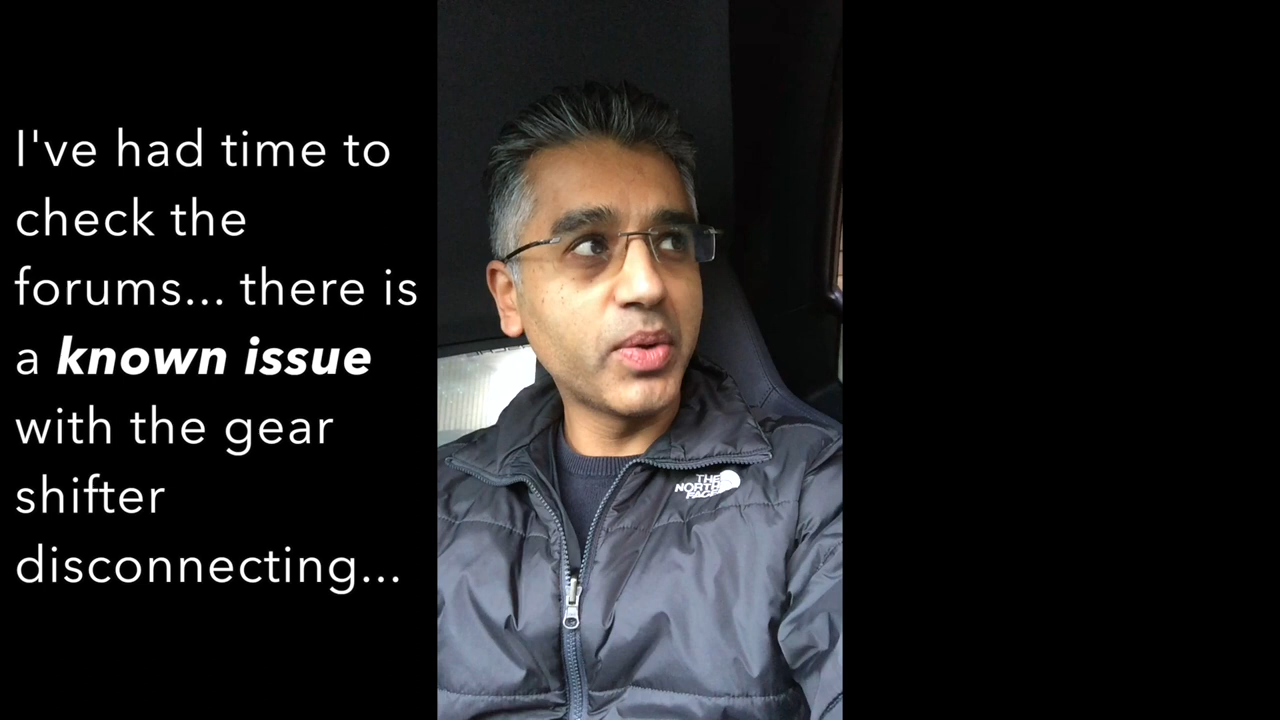 I've had time to
check the
forums... there is
a known issue
with the gear
shifter
disconnecting...
THE
NORTH
FACE